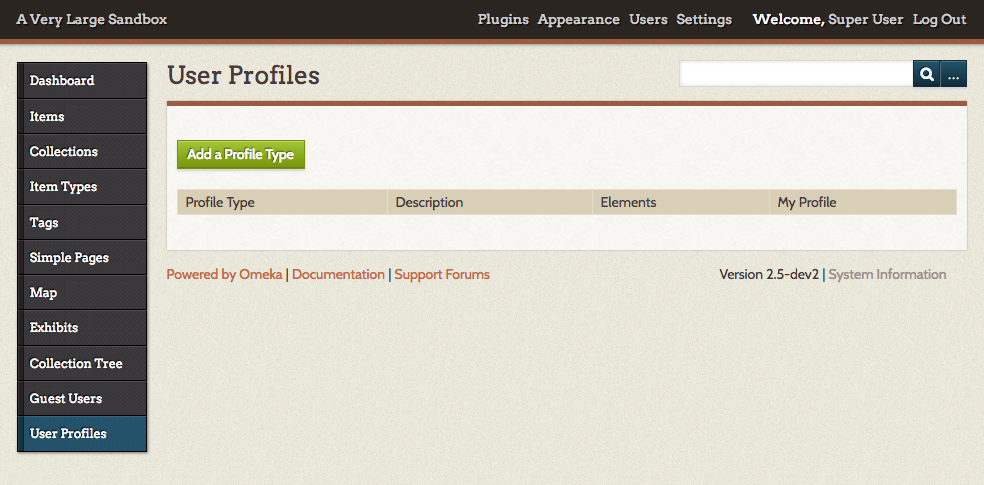 A Very Large Sandbox
Plugins Appearance Users Settings Welcome, Super User Log Out
Dashboard
Items
Collections
Item Types
Tags
Simple Pages
Map
Exhibits
Collection Tree
Guest Users
User Profiles
User Profiles
...
Add a Profile Type
Profile Type Description Elements My Profile
Powered by Omeka | Documentation | Support Forums Version 2.5-dev2 | System Information